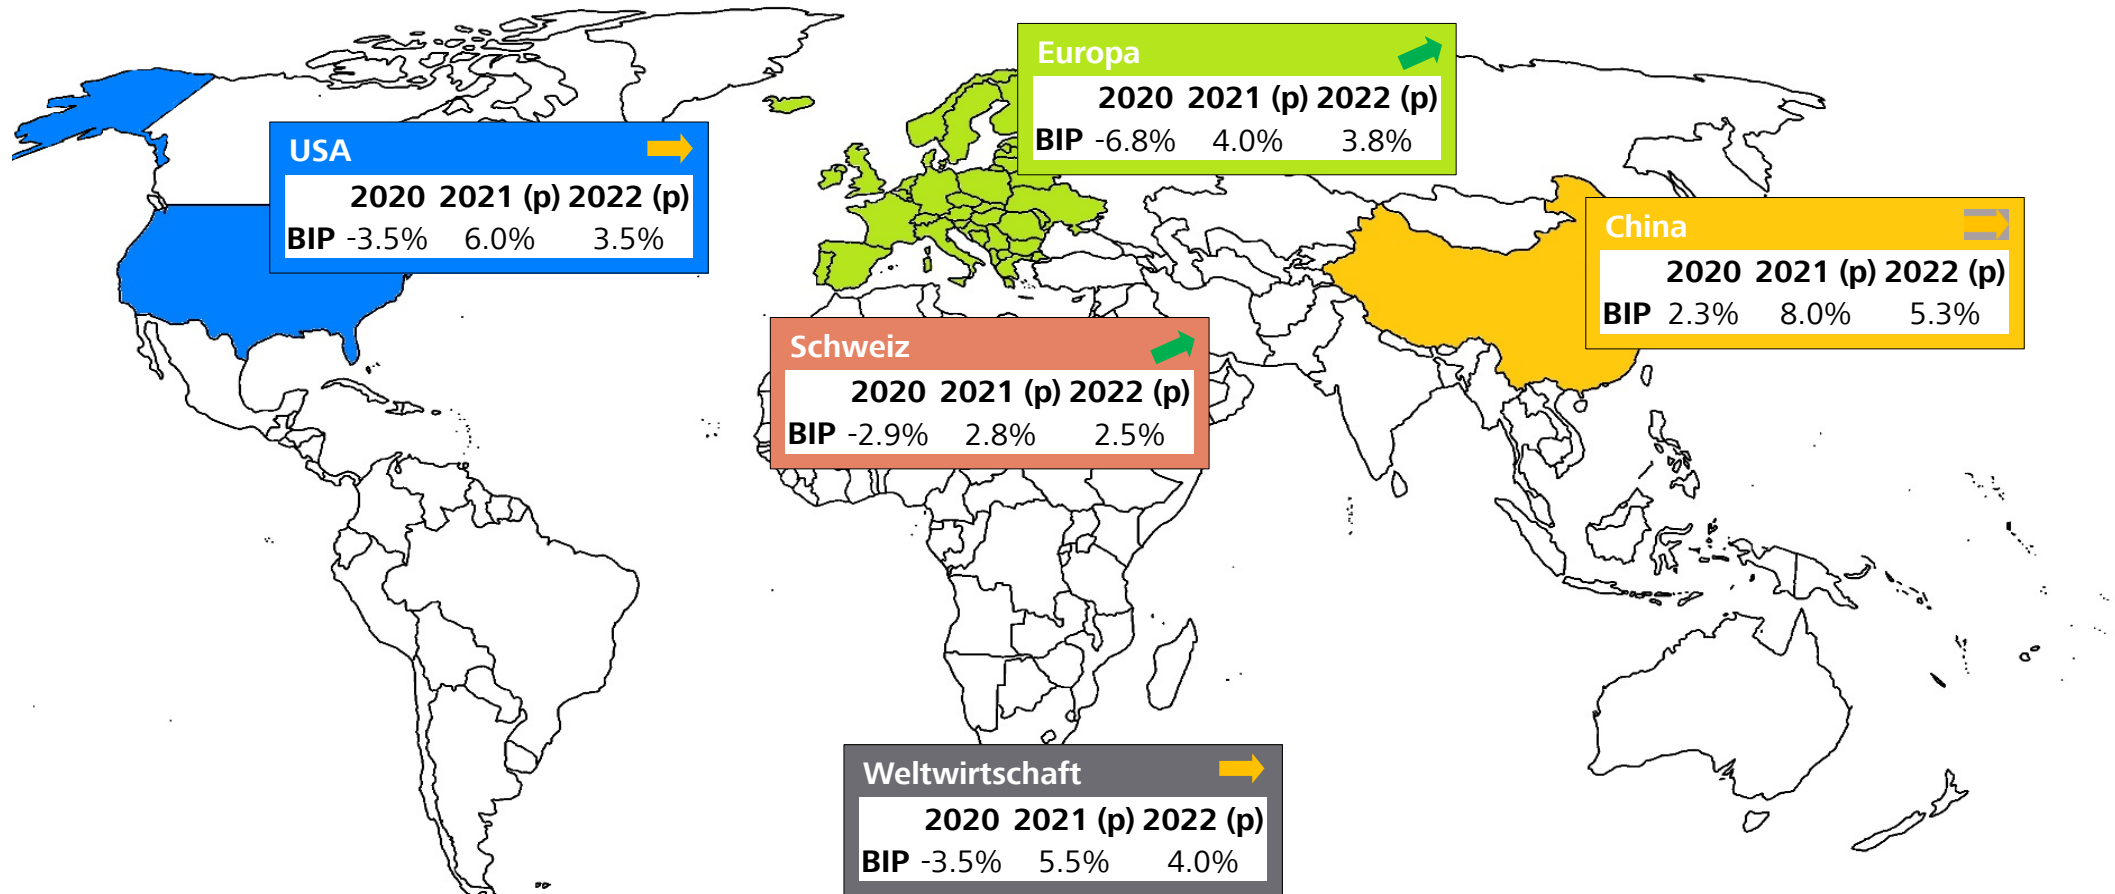 Europa
2020 2021 (p) 2022 (p)
BIP -6.8% 4.0% 3.8%
USA
2020 2021 (p) 2022 (p)
BIP -3.5% 6.0% 3.5%
China
2020 2021 (p) 2022 (p)
BIP 2.3% 8.0% 5.3%
Schweiz
2020 2021 (p) 2022 (p)
BIP -2.9% 2.8% 2.5%
Weltwirtschaft
2020 2021 (p) 2022 (p)
BIP -3.5% 5.5% 4.0%